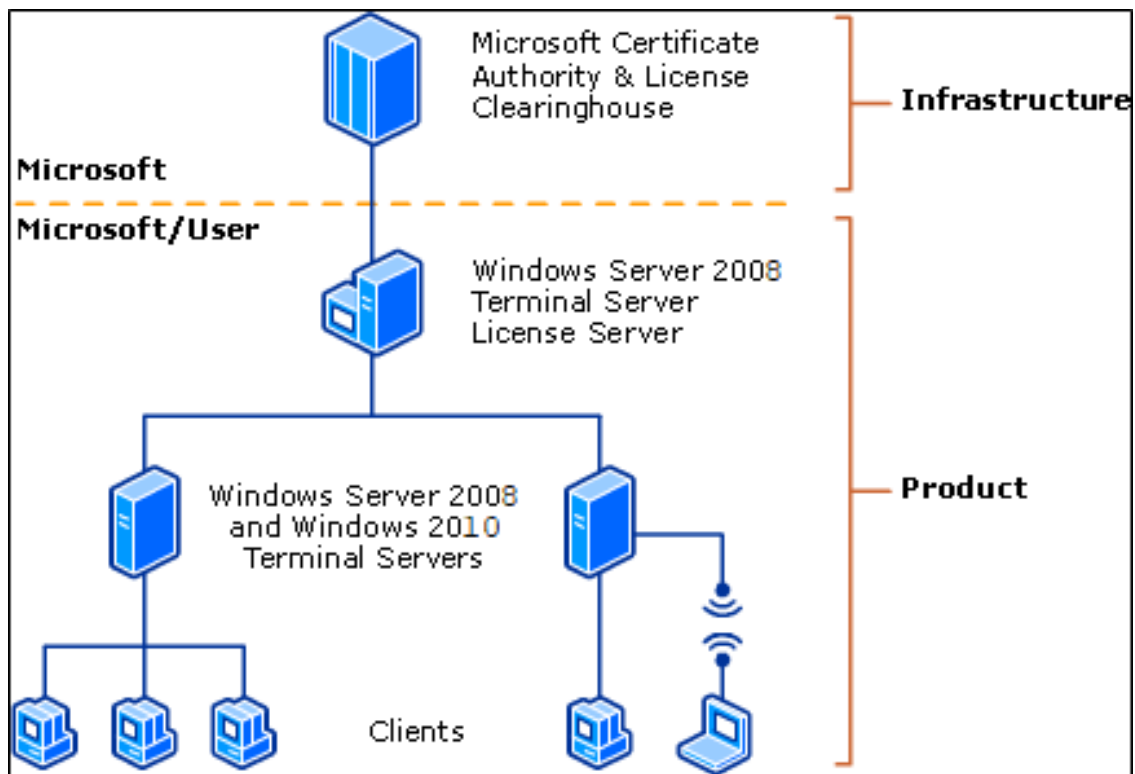 Microsoft Certificate
Authority & License
Clearinghouse
Infrastructure
Microsoft
Microsoft/User
Windows Server 2008
Terminal Server
License Server
Windows Server 2008
and Windows 2010
Terminal Servers
Product
Clients